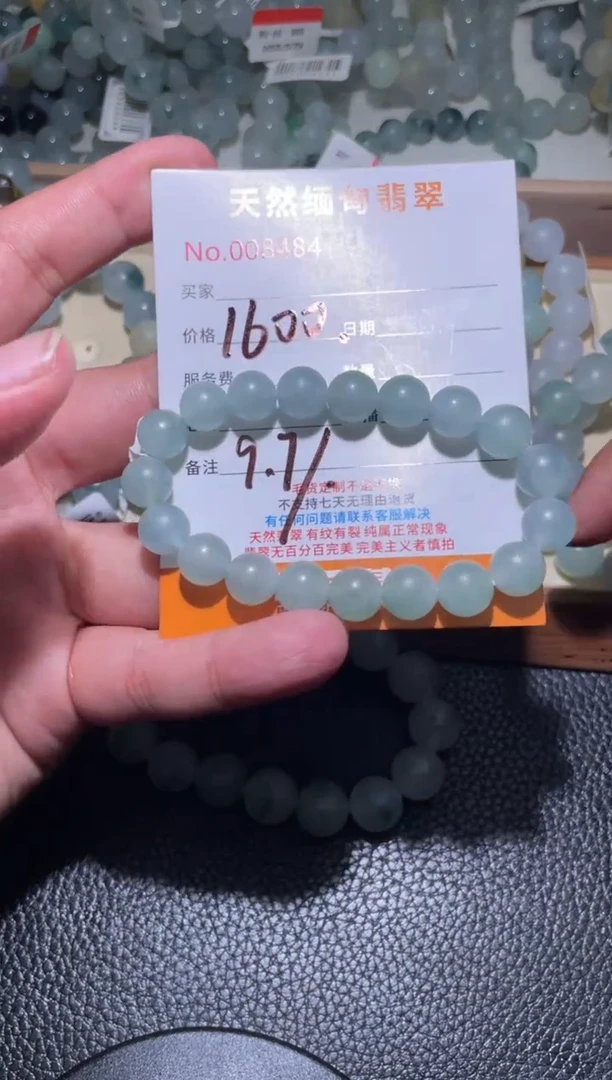 天然缅甸翡翠
No.008484
买家
价格 1600 日期
服务费
备注 9.7/
不支持七天无理由退货
有任何问题请联系客服解决
天然翡翠 有纹有裂 纯属正常现象
翡翠无百分百完美 完美主义者慎拍